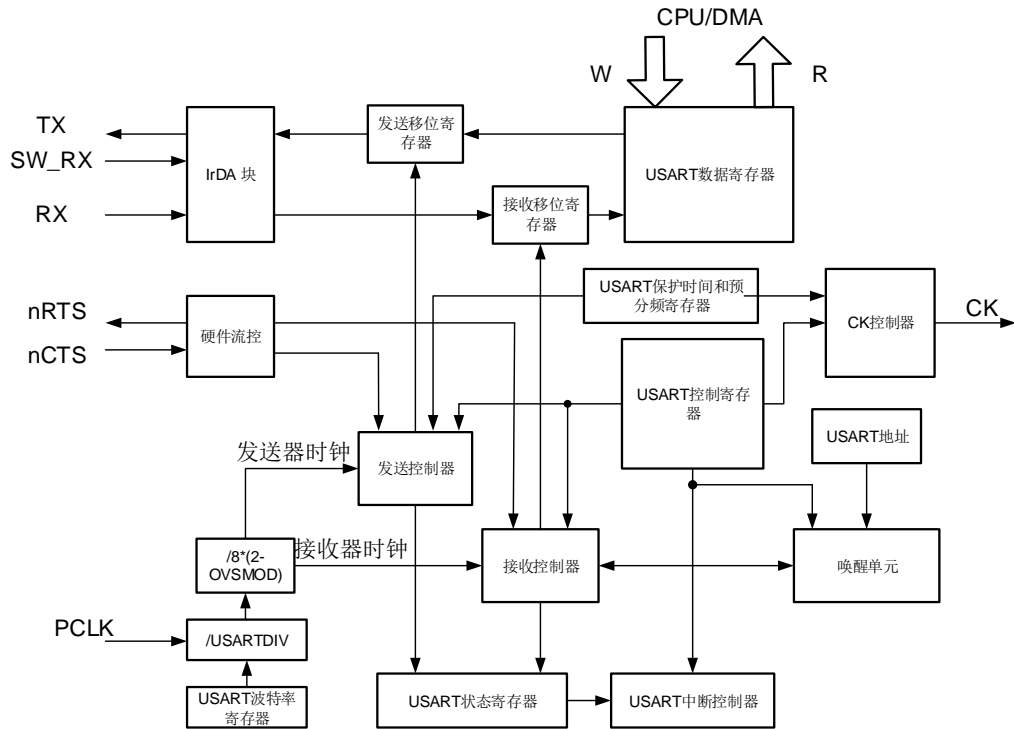 CPU/DMA
W
R
TX
SW_RX
RX
IrDA 块
发送移位寄
存器
接收移位寄
存器
USART数据寄存器
nRTS
nCTS
硬件流控
USART保护时间和预
分频寄存器
CK控制器
CK
USART控制寄存
器
USART地址
发送器时钟
发送控制器
/8*(2-
OVSMOD)
接收器时钟
接收控制器
唤醒单元
PCLK
/USARTDIV
USART波特率
寄存器
USART状态寄存器
USART中断控制器